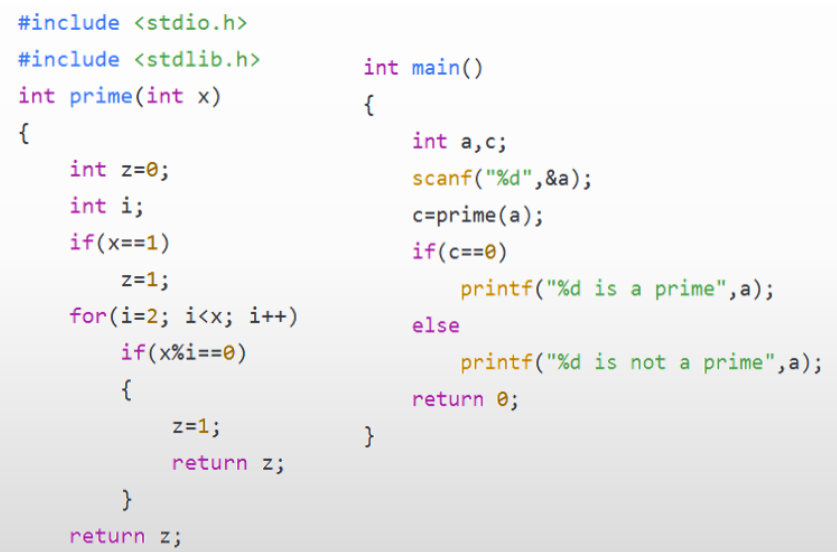 #include <stdio.h>
#include <stdlib.h>
int prime(int x)
{
    int z=0;
    int i;
    if(x==1)
        z=1;
    for(i=2; i<x; i++)
        if(x%i==0)
        {
            z=1;
            return z;
        }
    return z;
int main()
{
    int a,c;
    scanf("%d",&a);
    c=prime(a);
    if(c==0)
        printf("%d is a prime",a);
    else
        printf("%d is not a prime",a);
    return 0;
}